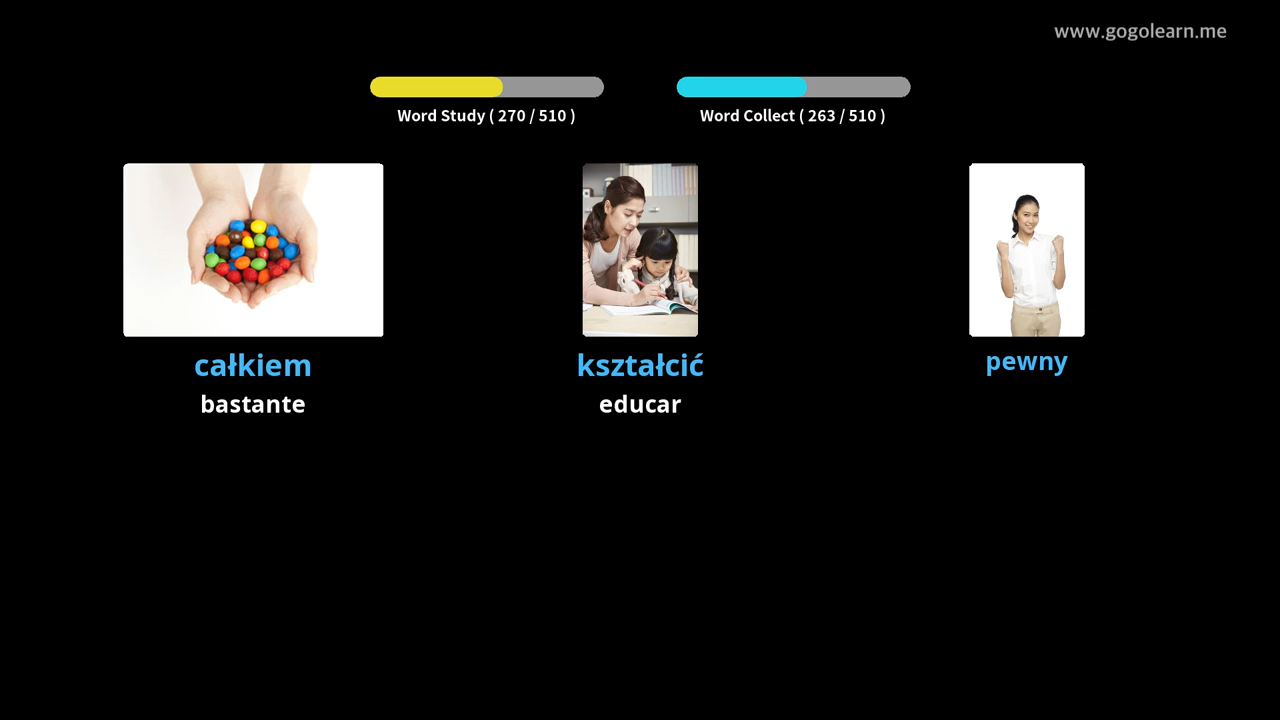 www.gogolearn.me
Word Study ( 270 / 510 )
Word Collect ( 263 / 510 )
całkiem
bastante
kształcić
educar
pewny